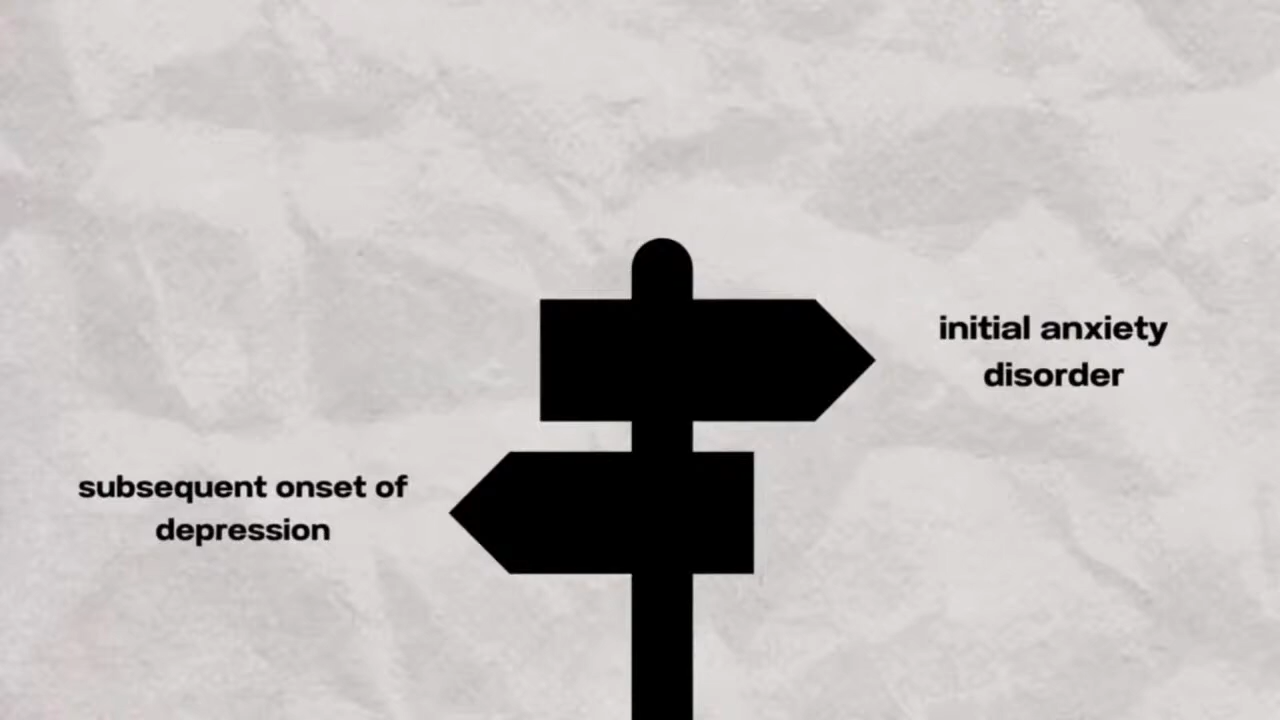 initial anxiety
disorder
subsequent onset of
depression